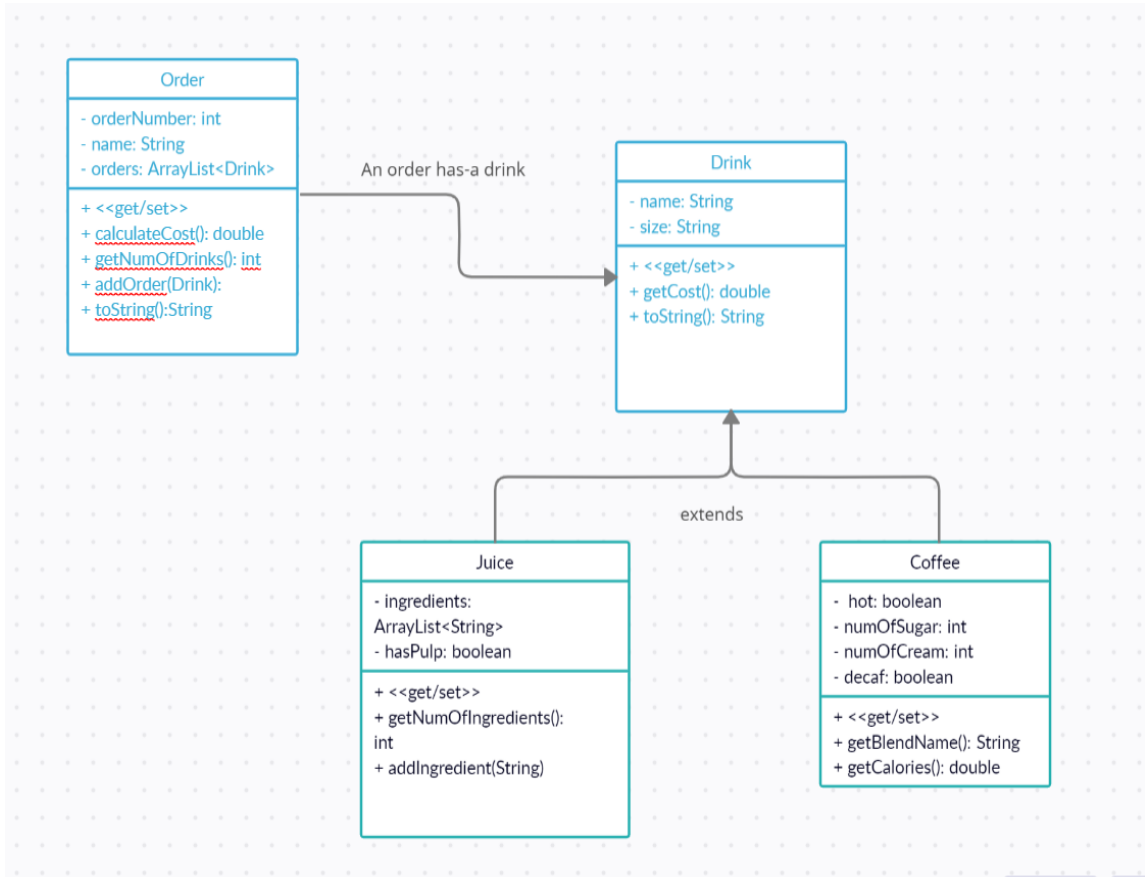 Order
- orderNumber: int
- name: String
- orders: ArrayList<Drink>
+ <<get/set>>
+ calculateCost(): double
+ getNumOfDrinks(): int
+ addOrder(Drink):
+ toString():String
An order has-a drink
Drink
- name: String
- size: String
+ <<get/set>>
+ getCost(): double
+ toString(): String
extends
Juice
- ingredients:
ArrayList<String>
- hasPulp: boolean
+ <<get/set>>
+ getNumOfIngredients():
int
+ addIngredient(String)
Coffee
- hot: boolean
- numOfSugar: int
- numOfCream: int
- decaf: boolean
+ <<get/set>>
+ getBlendName(): String
+ getCalories(): double